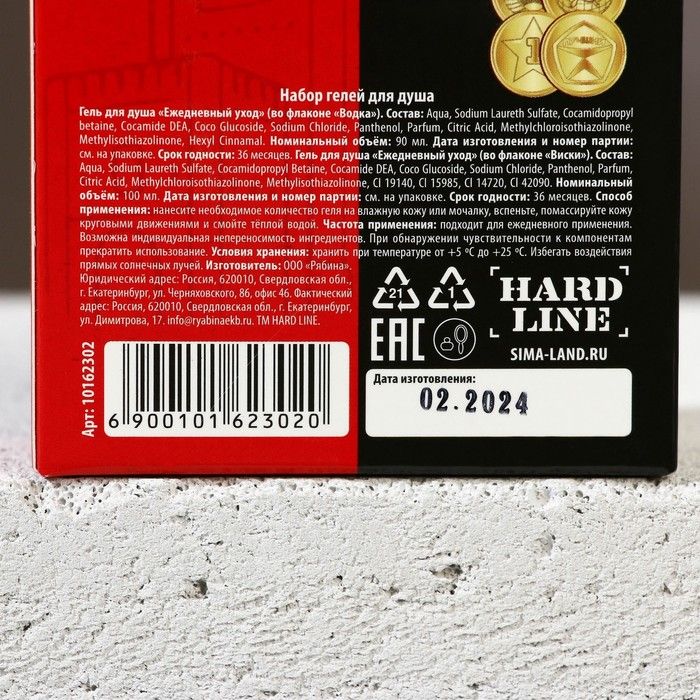 1
Набор гелей для душа
Гель для душа «Ежедневный уход» (во флаконе «Водка»). Состав: Aqua, Sodium Laureth Sulfate, Cocamidopropyl
betaine, Cocamide DEA, Coco Glucoside, Sodium Chloride, Panthenol, Parfum, Citric Acid, Methylchloroisothiazolinone,
Methylisothiazolinone, Hexyl Cinnamal. Номинальный объём: 90 мл. Дата изготовления и номер партии:
см. на упаковке. Срок годности: 36 месяцев. Гель для душа «Ежедневный уход» (во флаконе «Виски»). Состав:
Aqua, Sodium Laureth Sulfate, Cocamidopropyl Betaine, Cocamide DEA, Coco Glucoside, Sodium Chloride, Panthenol, Parfum,
Citric Acid, Methylchloroisothiazolinone, Methylisothiazolinone, CI 19140, CI 15985, CI 14720, CI 42090. Номинальный
объём: 100 мл. Дата изготовления и номер партии: см. на упаковке. Срок годности: 36 месяцев. Способ
применения: нанесите необходимое количество геля на влажную кожу или мочалку, вспеньте, помассируйте кожу
круговыми движениями и смойте тёплой водой. Частота применения: подходит для ежедневного применения.
Возможна индивидуальная непереносимость ингредиентов. При обнаружении чувствительности к компонентам
прекратить использование. Условия хранения: хранить при температуре от +5 ºC до +25 ºC. Избегать воздействия
прямых солнечных лучей. Изготовитель: ООО «Рябина».
Юридический адрес: Россия, 620010, Свердловская обл.,
г. Екатеринбург, ул. Черняховского, 86, офис 46. Фактический
адрес: Россия, 620010, Свердловская обл., г. Екатеринбург,
ул. Димитрова, 17. info@ryabinaekb.ru. TM HARD LINE.
21
1
HARD
LINE
EAC
SIMA-LAND.RU
Арт: 10162302
6 900101 623020
Дата изготовления:
02.2024